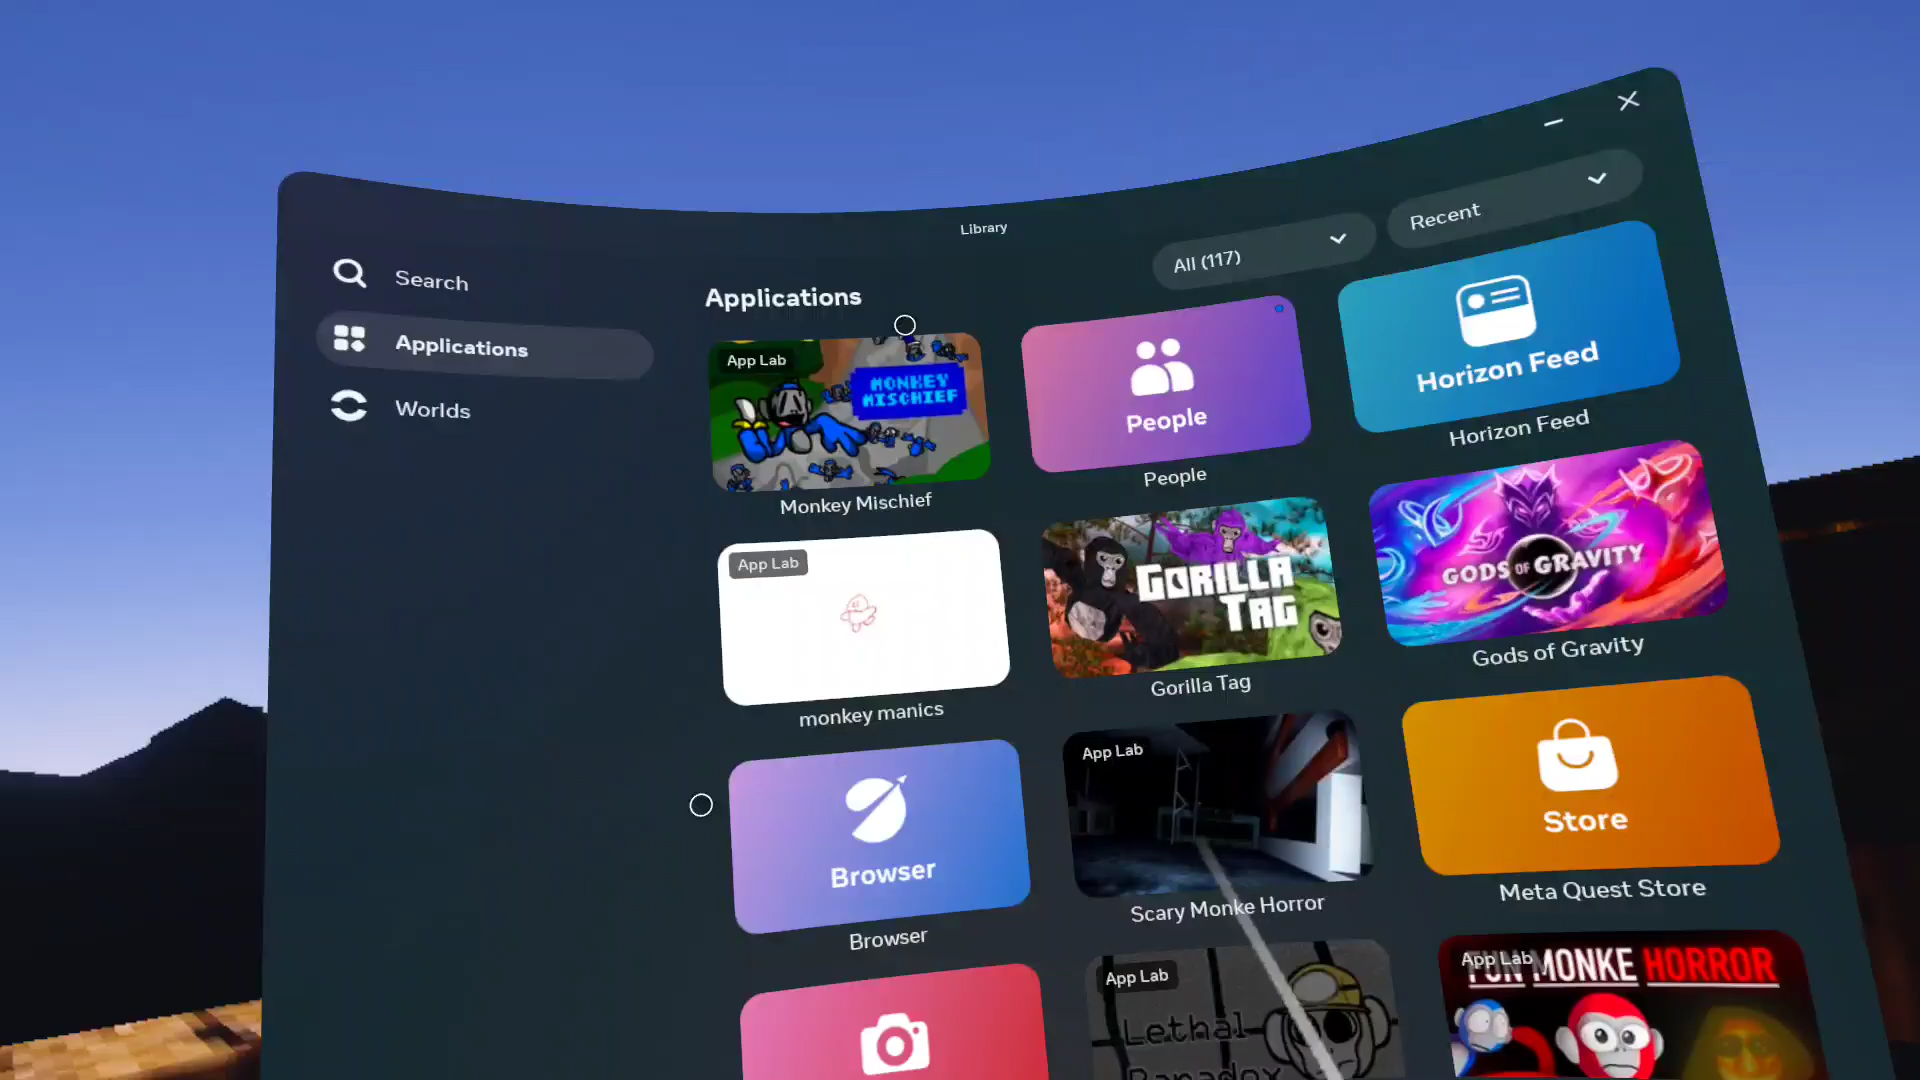 Library
Search
Applications
Worlds
Applications
All (117)
Recent
App Lab
MONKEY
MISCHIEF
Monkey Mischief
People
People
Horizon Feed
Horizon Feed
App Lab
monkey manics
GORILLA
TAG
Gorilla Tag
GODS OF GRAVITY
Gods of Gravity
Browser
Browser
App Lab
Scary Monke Horror
Store
Meta Quest Store
App Lab
Lethal
App Lab
FUN MONKE HORROR